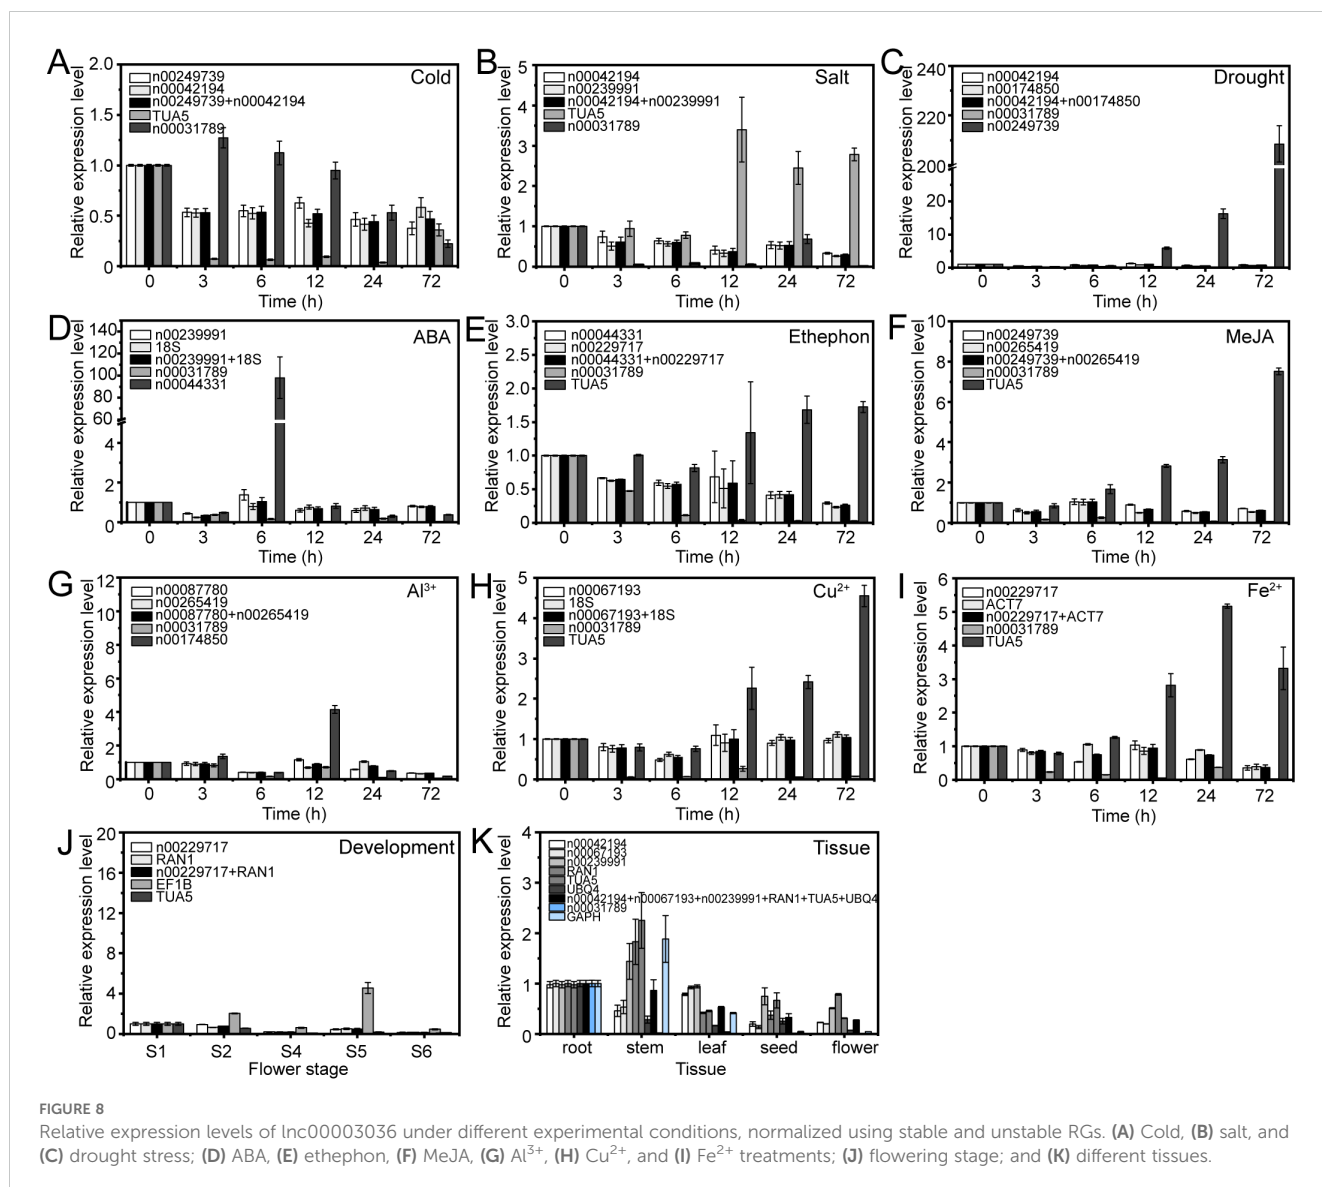 A
Cold
Relative expression level
2.0
1.5
1.0
0.5
0
n00249739
n00042194
n00249739+n00042194
TUA5
n00031789
0 3 6 12 24 72
Time (h)
B
Salt
Relative expression level
5
4
3
2
1
0
n00042194
n00239991
n00042194+n00239991
TUA5
n00031789
0 3 6 12 24 72
Time (h)
C
Drought
Relative expression level
240
220
200
20
10
0
n00042194
n00174850
n00042194+n00174850
n00031789
n00249739
0 3 6 12 24 72
Time (h)
D
ABA
Relative expression level
140
120
100
80
60
4
2
0
n00239991
18S
n00239991+18S
n00031789
n00044331
0 3 6 12 24 72
Time (h)
E
Ethephon
Relative expression level
3.0
2.5
2.0
1.5
1.0
0.5
0
n00044331
n00229717
n00044331+n00229717
n00031789
TUA5
0 3 6 12 24 72
Time (h)
F
MeJA
Relative expression level
10
8
6
4
2
0
n00249739
n00265419
n00249739+n00265419
n00031789
TUA5
0 3 6 12 24 72
Time (h)
G
Al³⁺
Relative expression level
12
10
8
6
4
2
0
n00087780
n00265419
n00087780+n00265419
n00031789
n00174850
0 3 6 12 24 72
Time (h)
H
Cu²⁺
Relative expression level
5
4
3
2
1
0
n00067193
18S
n00067193+18S
n00031789
TUA5
0 3 6 12 24 72
Time (h)
I
Fe²⁺
Relative expression level
6
5
4
3
2
1
0
n00229717
ACT7
n00229717+ACT7
n00031789
TUA5
0 3 6 12 24 72
Time (h)
J
Development
Relative expression level
20
16
12
8
4
0
n00229717
RAN1
n00229717+RAN1
EF1B
TUA5
S1 S2 S4 S5 S6
Flower stage
K
Tissue
Relative expression level
4
3
2
1
0
n00042194
n00067193
n00239991
RAN1
TUA5
UBQ4
n00042194+n00067193+n00239991+RAN1+TUA5+UBQ4
n00031789
GAPH
root stem leaf seed flower
Tissue
FIGURE 8
Relative expression levels of lnc00003036 under different experimental conditions, normalized using stable and unstable RGs. (A) Cold, (B) salt, and
(C) drought stress; (D) ABA, (E) ethephon, (F) MeJA, (G) Al³⁺, (H) Cu²⁺, and (I) Fe²⁺ treatments; (J) flowering stage; and (K) different tissues.